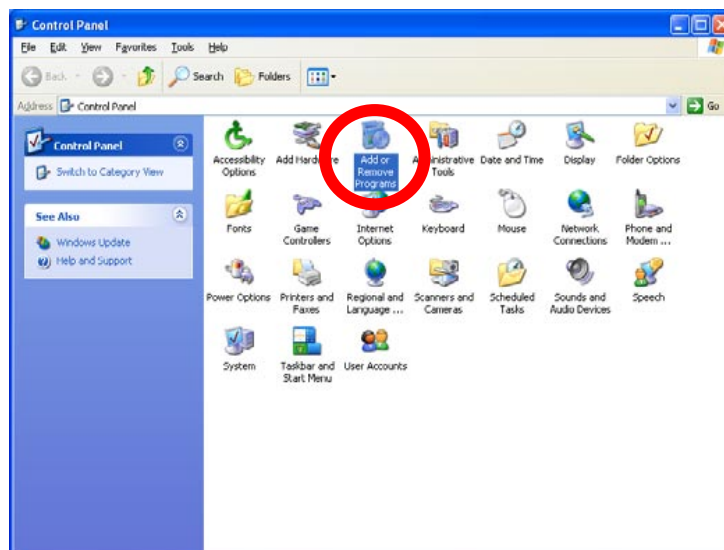 Control Panel
File Edit View Favorites Tools Help
Back Search Folders
Address Control Panel Go
Control Panel
Switch to Category View
See Also
Windows Update
Help and Support
Accessibility
Options
Add Hardware
Add or
Remove
Programs
Administrative
Tools
Date and Time
Display
Folder Options
Fonts
Game
Controllers
Internet
Options
Keyboard
Mouse
Network
Connections
Phone and
Modem ...
Power Options
Printers and
Faxes
Regional and
Language ...
Scanners and
Cameras
Scheduled
Tasks
Sounds and
Audio Devices
Speech
System
Taskbar and
Start Menu
User Accounts